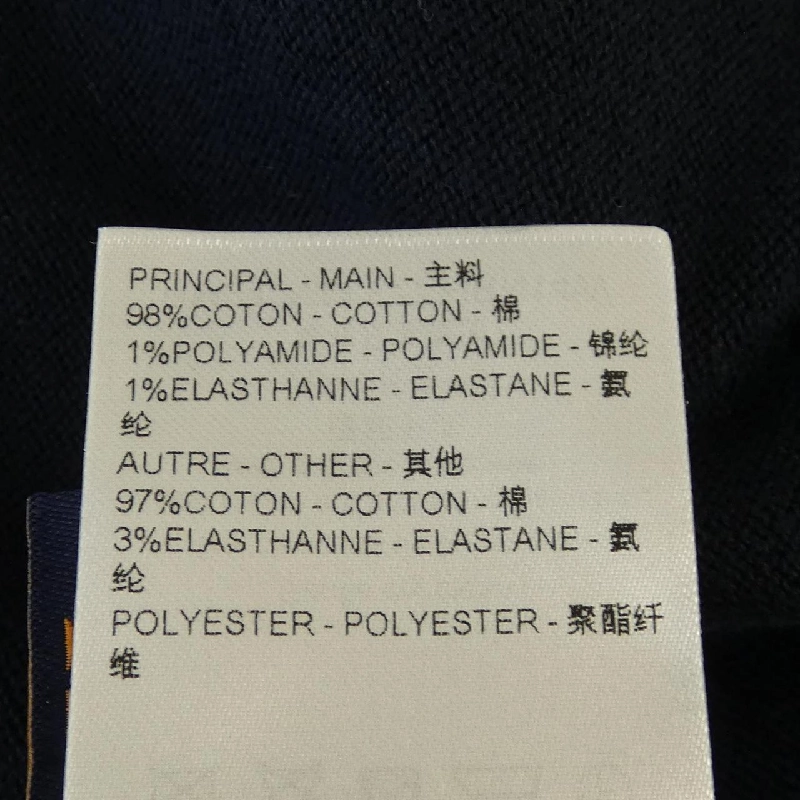 PRINCIPAL - MAIN - 主料
98%COTON - COTTON - 棉
1%POLYAMIDE - POLYAMIDE - 锦纶
1%ELASTHANNE - ELASTANE - 氨
纶
AUTRE - OTHER - 其他
97%COTON - COTTON - 棉
3%ELASTHANNE - ELASTANE - 氨
纶
POLYESTER - POLYESTER - 聚酯纤
维